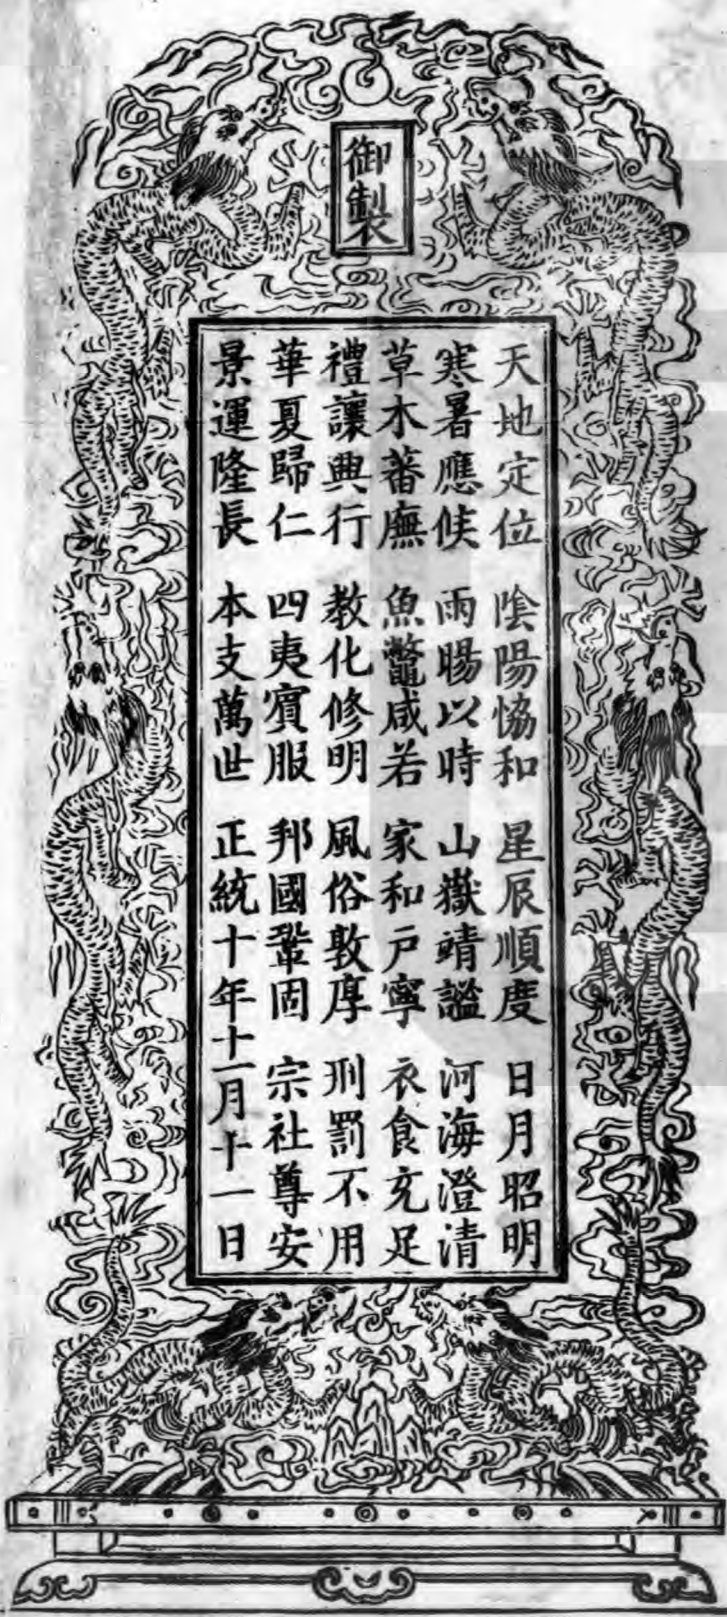 御製
天地定位 陰陽恊和 星辰順度 日月昭明
寒暑應候 雨暘以時 山嶽靖謐 河海澄清
草木蕃廡 魚鼈咸若 家和戸寧 衣食充足
禮讓興行 教化修明 風俗敦厚 刑罰不用
華夏歸仁 四夷賓服 邦國鞏固 宗社尊安
景運隆長 本支萬世 正統十年十一月十一日